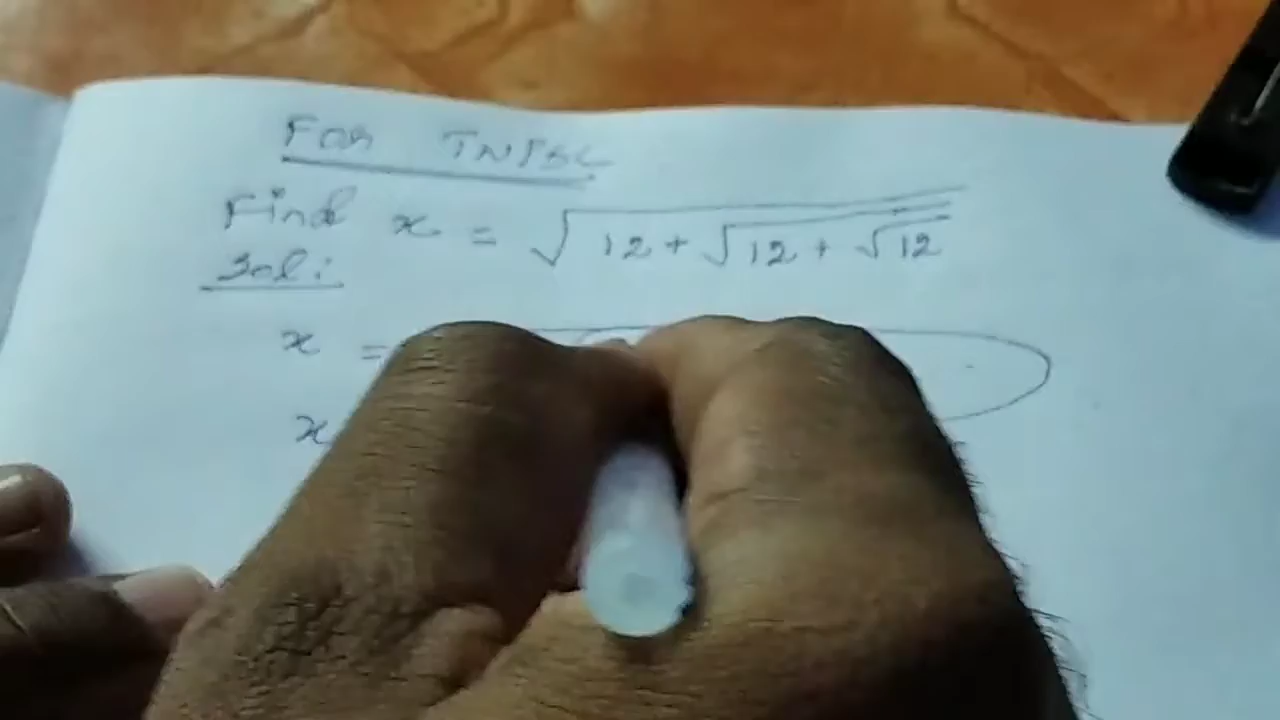 For TNPSC
Find x = √12 + √12 + √12
Sol:
x =
x